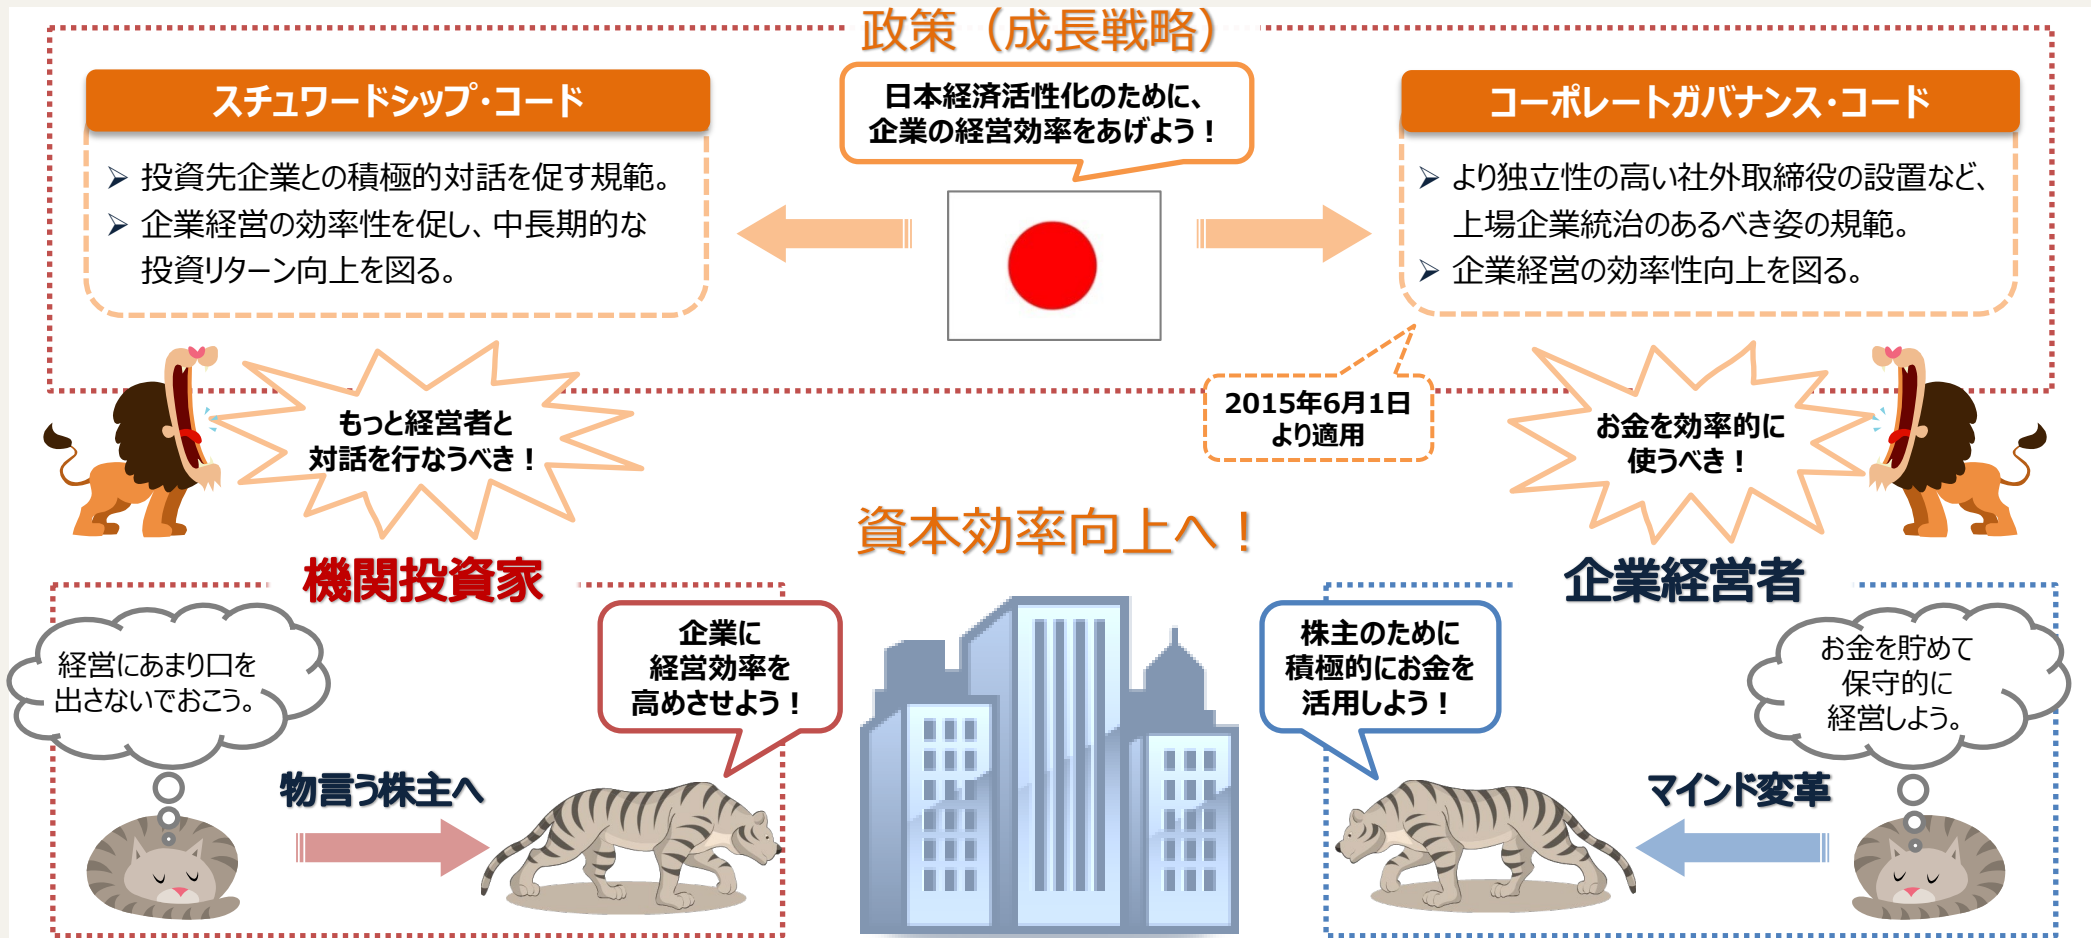 政策（成長戦略）
スチュワードシップ・コード
➢ 投資先企業との積極的対話を促す規範。
➢ 企業経営の効率性を促し、中長期的な
投資リターン向上を図る。
日本経済活性化のために、
企業の経営効率をあげよう！
コーポレートガバナンス・コード
➢ より独立性の高い社外取締役の設置など、
上場企業統治のあるべき姿の規範。
➢ 企業経営の効率性向上を図る。
2015年6月1日
より適用
もっと経営者と
対話を行なうべき！
お金を効率的に
使うべき！
資本効率向上へ！
機関投資家
経営にあまり口を
出さないでおこう。
物言う株主へ
企業に
経営効率を
高めさせよう！
企業経営者
株主のために
積極的にお金を
活用しよう！
マインド変革
お金を貯めて
保守的に
経営しよう。